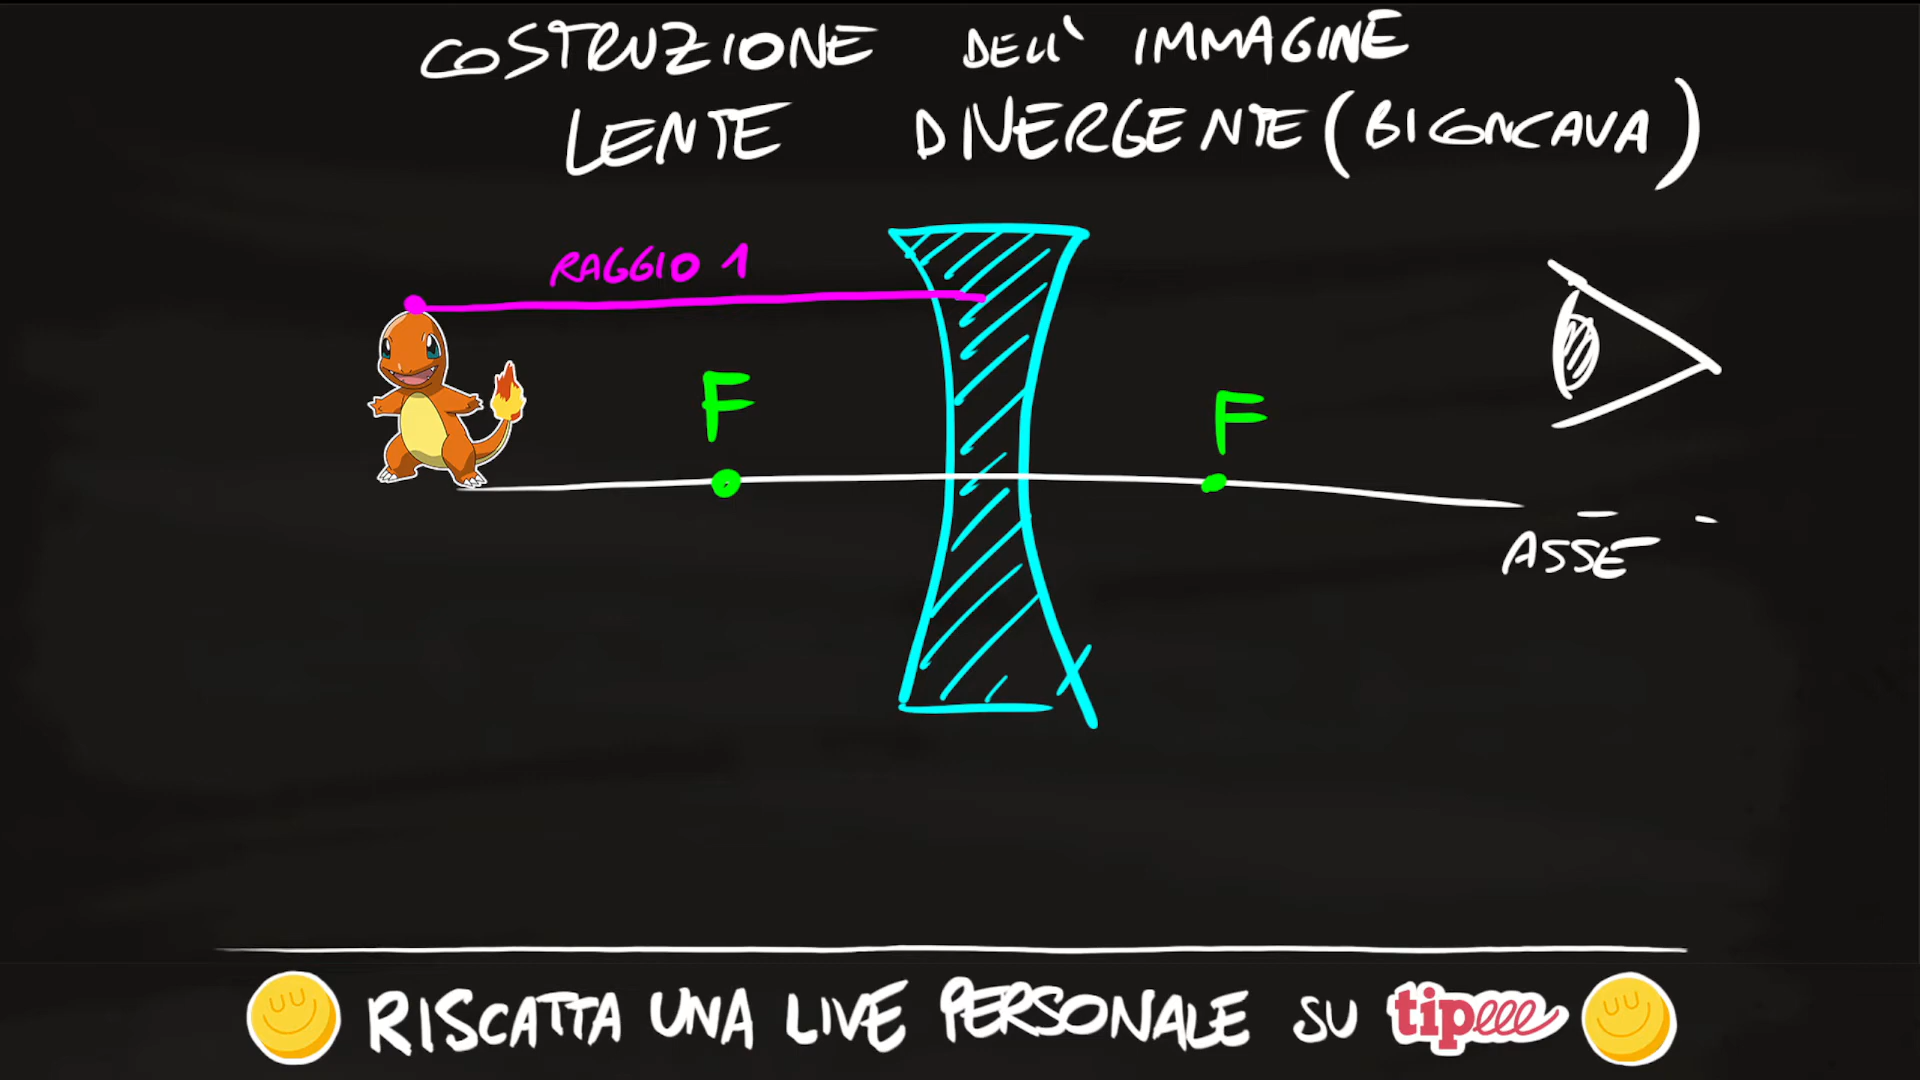 COSTRUZIONE DELL' IMMAGINE
LENTE DIVERGENTE (BICONCAVA)
RAGGIO 1
F
F
ASSE
RISCATTA UNA LIVE PERSONALE SU tipeee